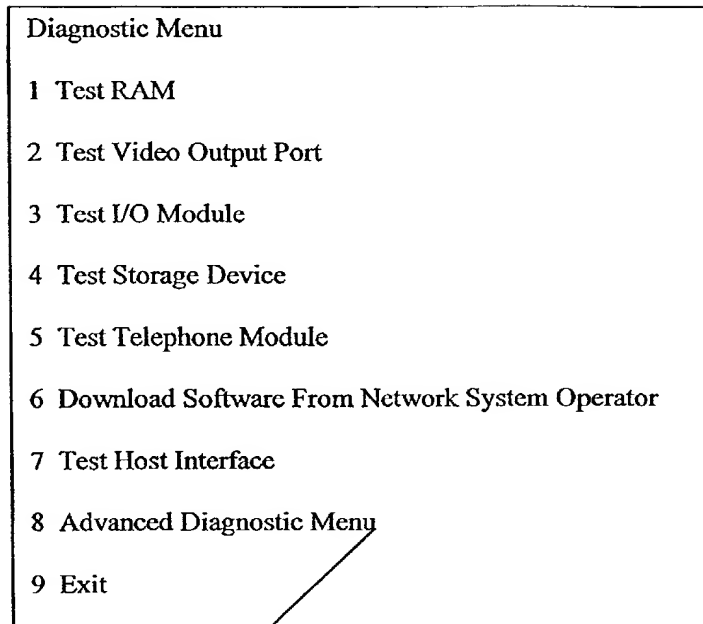 Diagnostic Menu
1 Test RAM
2 Test Video Output Port
3 Test I/O Module
4 Test Storage Device
5 Test Telephone Module
6 Download Software From Network System Operator
7 Test Host Interface
8 Advanced Diagnostic Menu
9 Exit